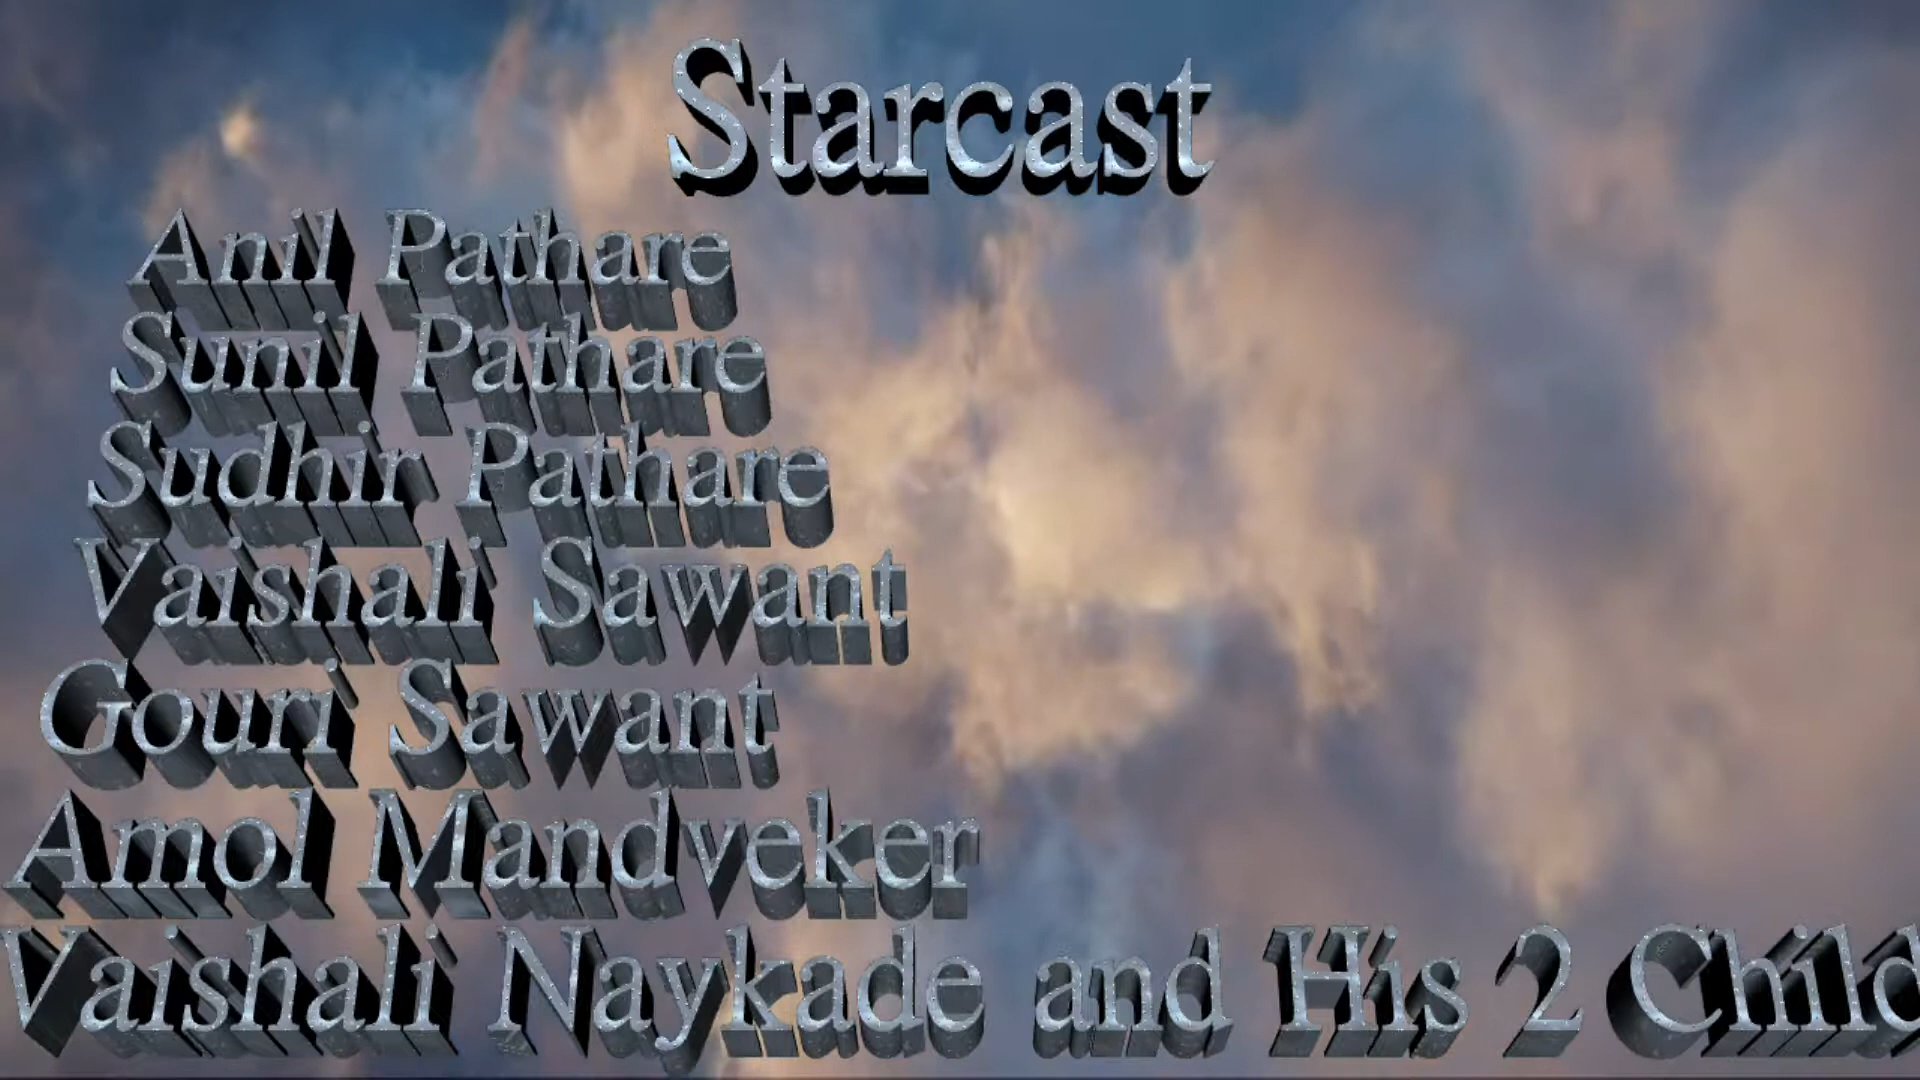 Starcast
Anil Pathare
Sunil Pathare
Sudhir Pathare
Vaishali Sawant
Gouri Sawant
Amol Mandveker
Vaishali Naykade and His 2 Child